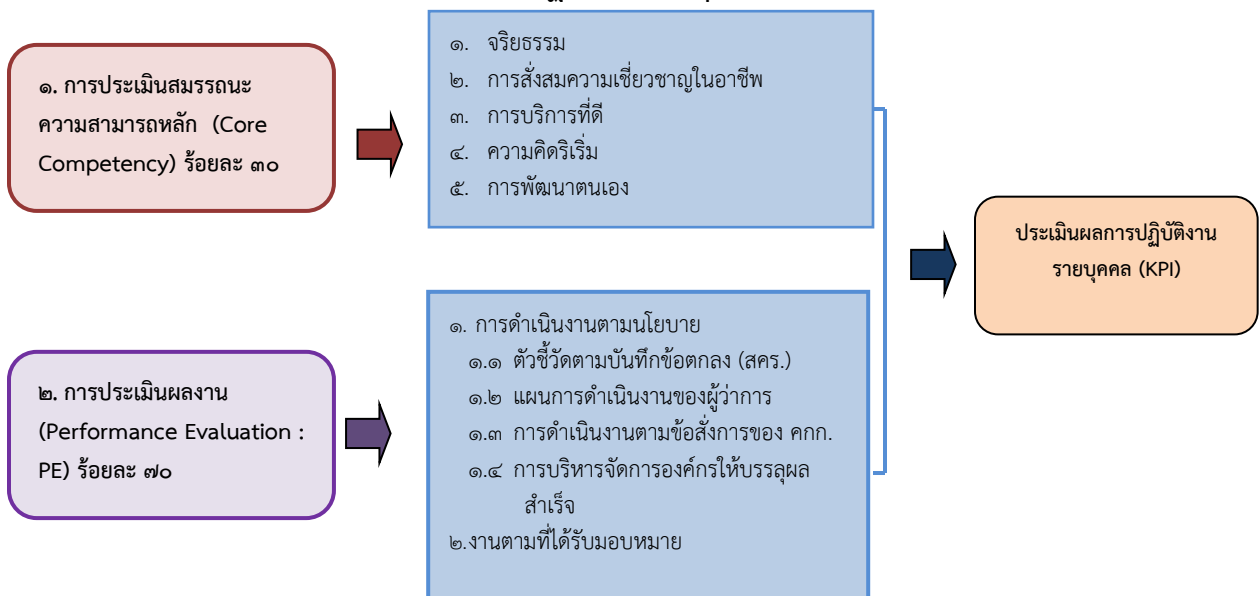 ๑. การประเมินสมรรถนะ
ความสามารถหลัก (Core
Competency) ร้อยละ ๓๐
๑. จริยธรรม
๒. การสั่งสมความเชี่ยวชาญในอาชีพ
๓. การบริการที่ดี
๔. ความคิดริเริ่ม
๕. การพัฒนาตนเอง
๒. การประเมินผลงาน
(Performance Evaluation :
PE) ร้อยละ ๗๐
๑. การดำเนินงานตามนโยบาย
๑.๑ ตัวชี้วัดตามบันทึกข้อตกลง (สคร.)
๑.๒ แผนการดำเนินงานของผู้ว่าการ
๑.๓ การดำเนินงานตามข้อสั่งการของ คกก.
๑.๔ การบริหารจัดการองค์กรให้บรรลุผล
สำเร็จ
๒.งานตามที่ได้รับมอบหมาย
ประเมินผลการปฏิบัติงาน
รายบุคคล (KPI)